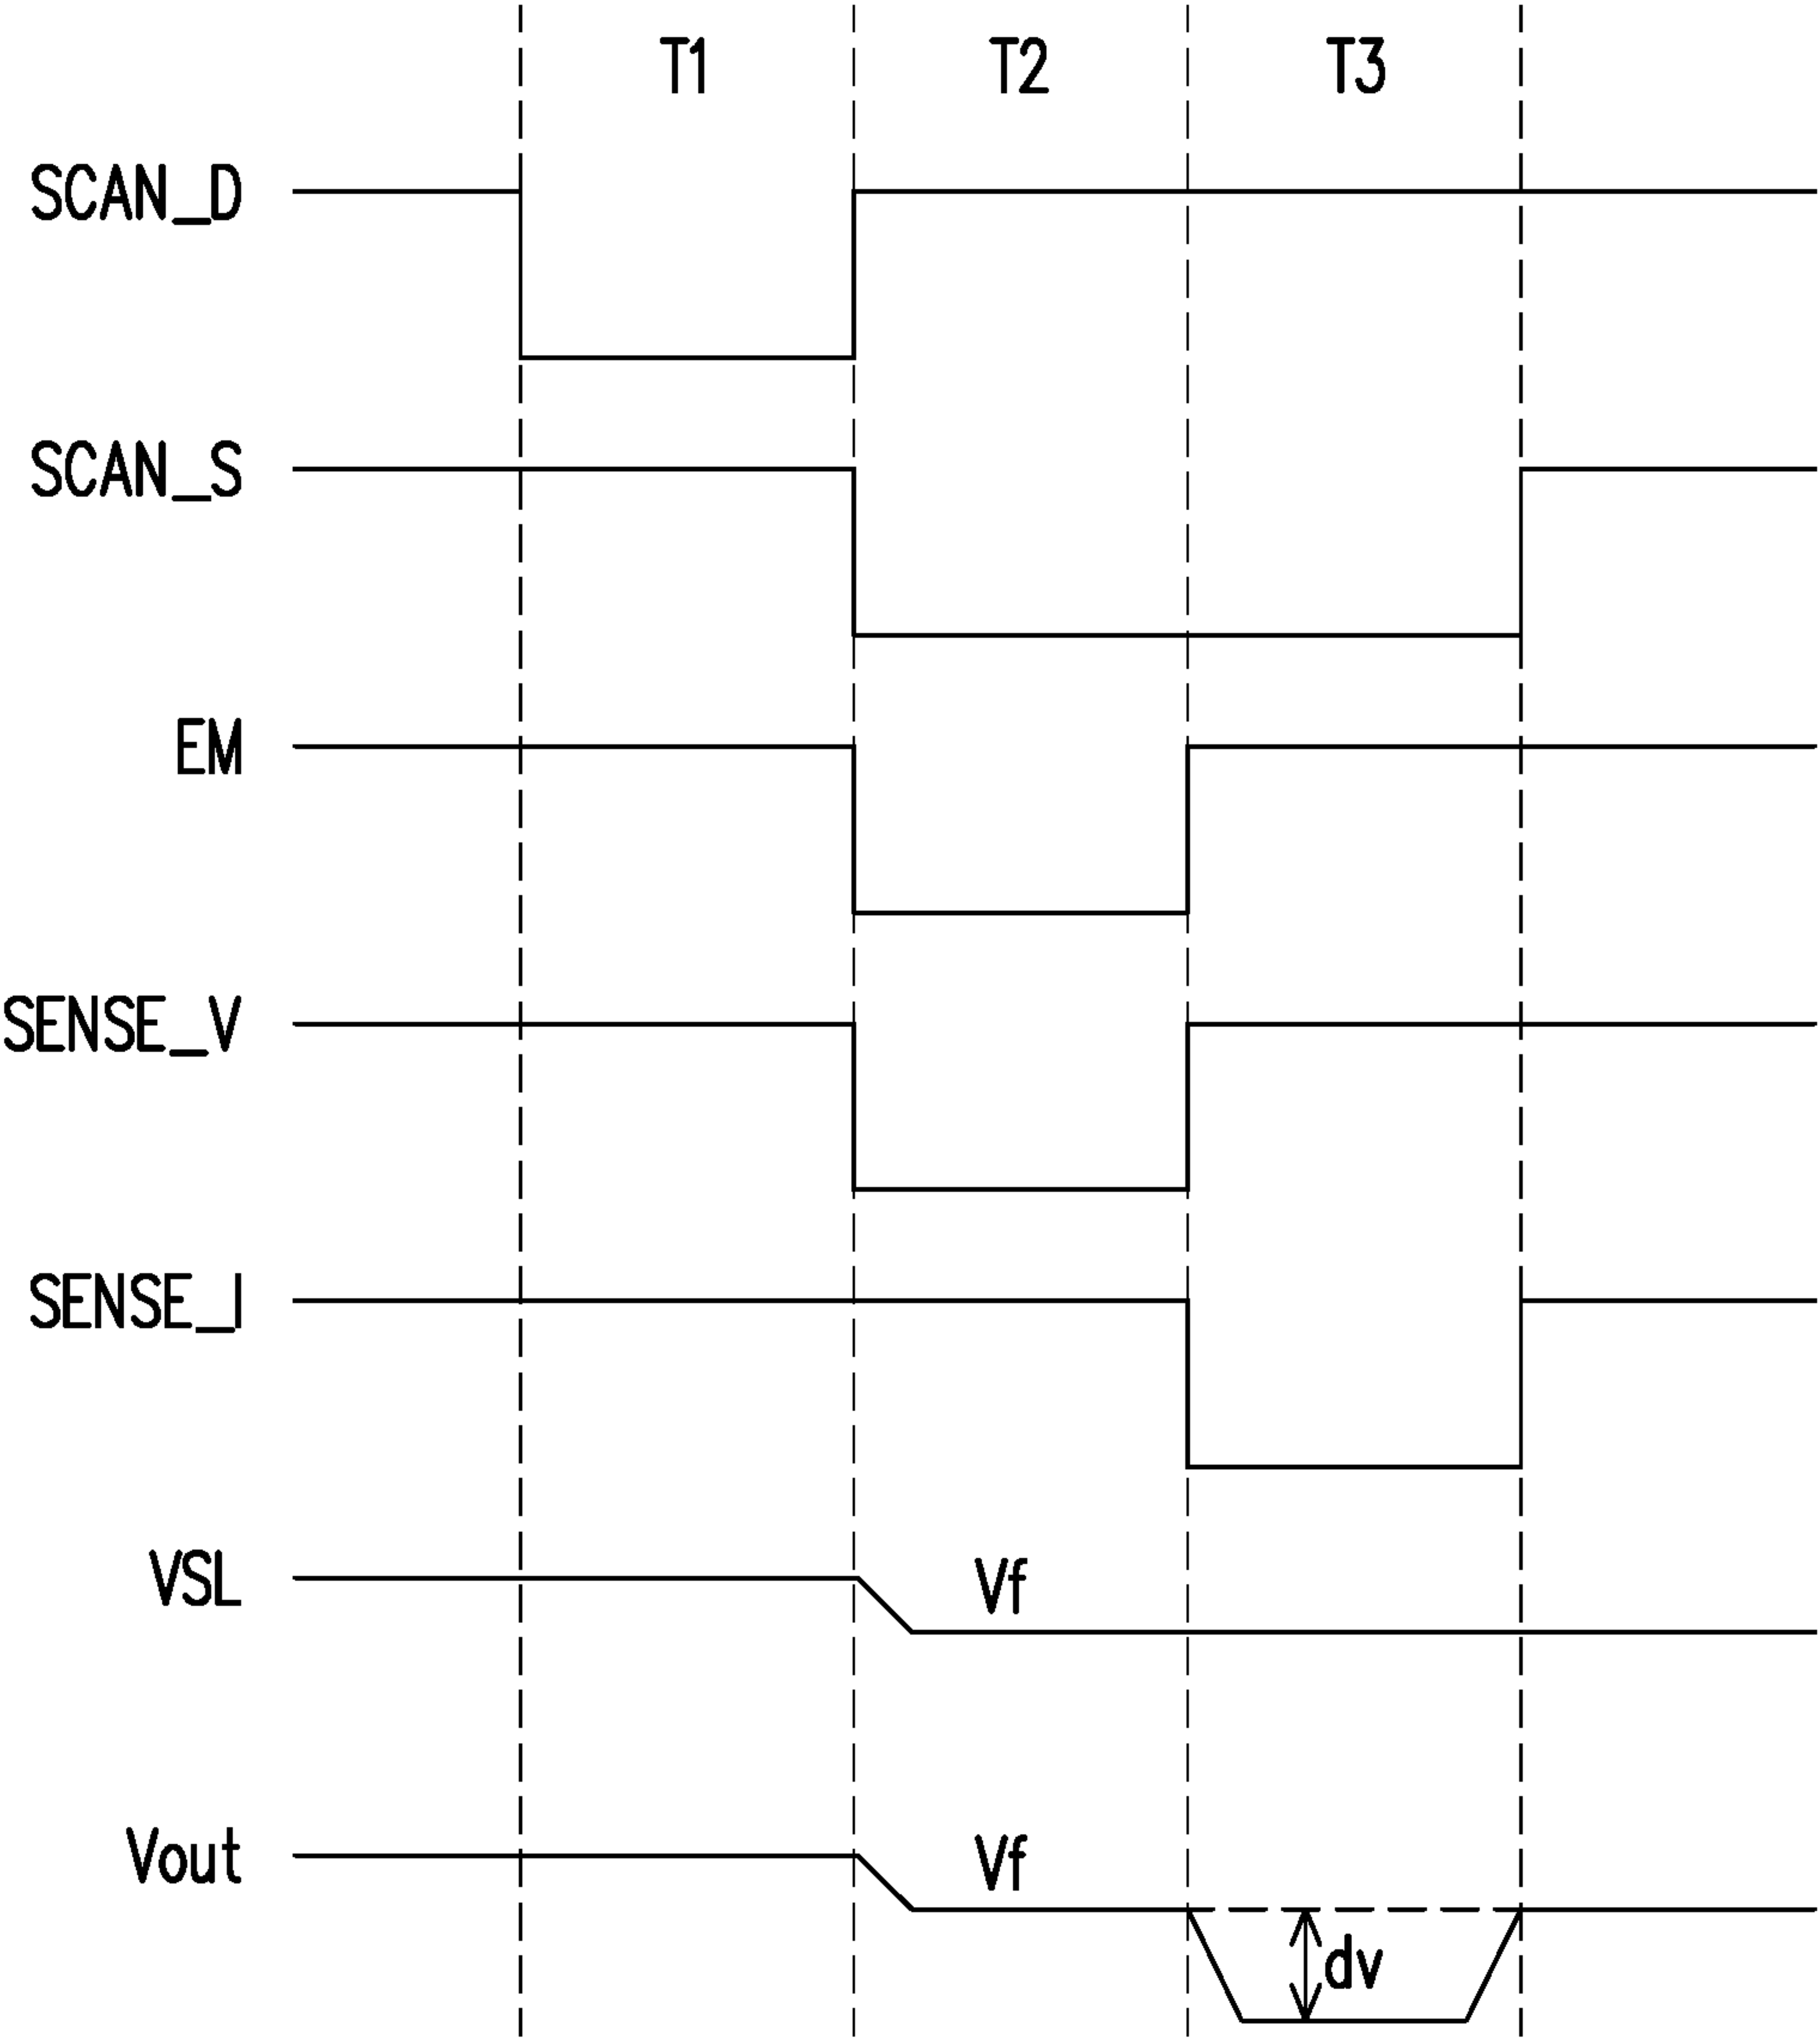 T1 T2 T3
SCAN_D
SCAN_S
EM
SENSE_V
SENSE_I
VSL Vf
Vout Vf
dv